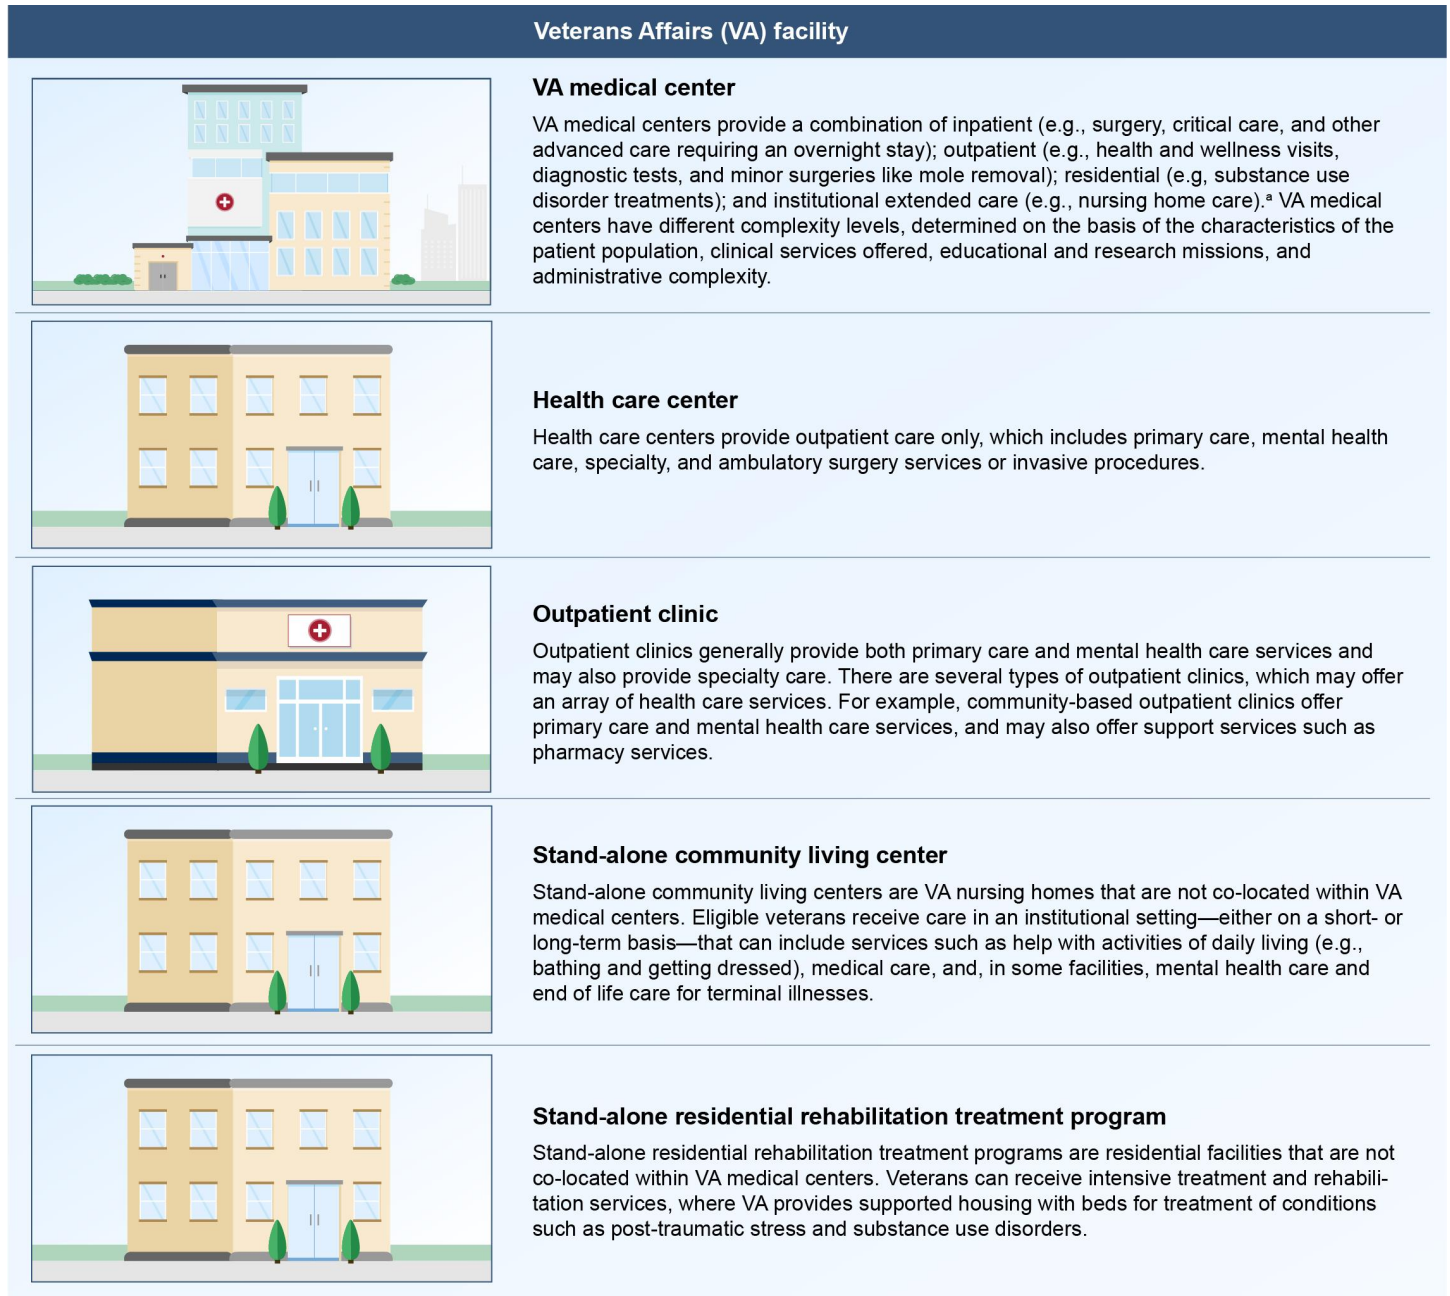 Veterans Affairs (VA) facility
VA medical center
VA medical centers provide a combination of inpatient (e.g., surgery, critical care, and other
advanced care requiring an overnight stay); outpatient (e.g., health and wellness visits,
diagnostic tests, and minor surgeries like mole removal); residential (e.g, substance use
disorder treatments); and institutional extended care (e.g., nursing home care).ᵃ VA medical
centers have different complexity levels, determined on the basis of the characteristics of the
patient population, clinical services offered, educational and research missions, and
administrative complexity.
Health care center
Health care centers provide outpatient care only, which includes primary care, mental health
care, specialty, and ambulatory surgery services or invasive procedures.
Outpatient clinic
Outpatient clinics generally provide both primary care and mental health care services and
may also provide specialty care. There are several types of outpatient clinics, which may offer
an array of health care services. For example, community-based outpatient clinics offer
primary care and mental health care services, and may also offer support services such as
pharmacy services.
Stand-alone community living center
Stand-alone community living centers are VA nursing homes that are not co-located within VA
medical centers. Eligible veterans receive care in an institutional setting—either on a short- or
long-term basis—that can include services such as help with activities of daily living (e.g.,
bathing and getting dressed), medical care, and, in some facilities, mental health care and
end of life care for terminal illnesses.
Stand-alone residential rehabilitation treatment program
Stand-alone residential rehabilitation treatment programs are residential facilities that are not
co-located within VA medical centers. Veterans can receive intensive treatment and rehabili-
tation services, where VA provides supported housing with beds for treatment of conditions
such as post-traumatic stress and substance use disorders.